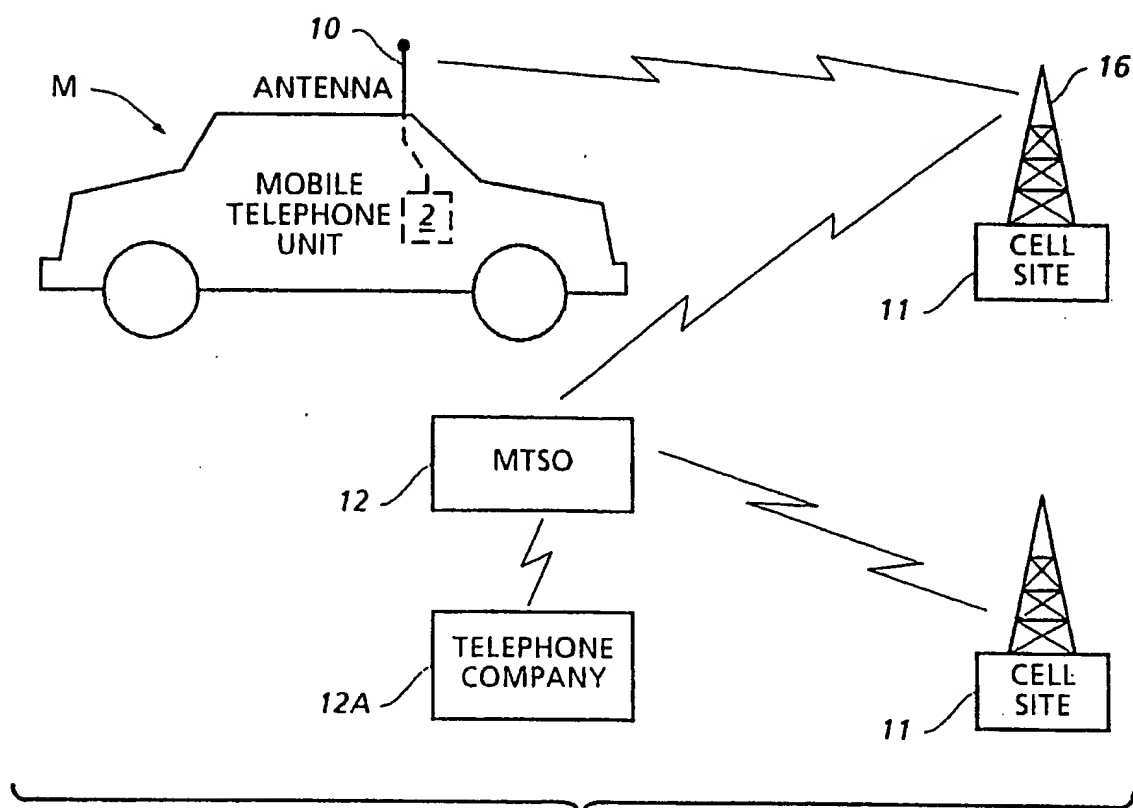 10
16
M
ANTENNA
MOBILE
TELEPHONE
UNIT
2
CELL
SITE
11
MTSO
12
TELEPHONE
COMPANY
12A
CELL
SITE
11